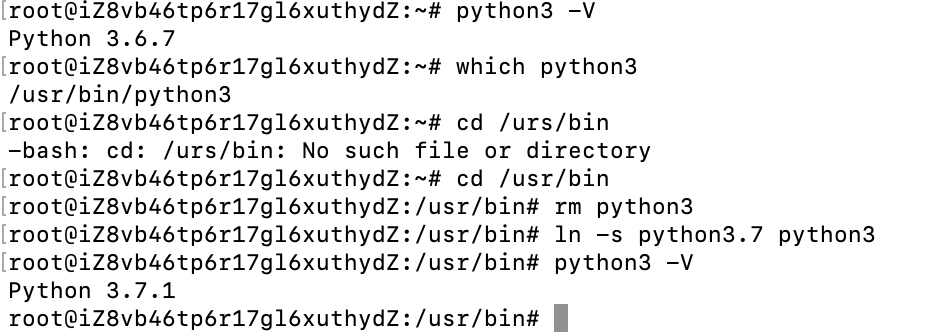 [root@iZ8vb46tp6r17gl6xuthydZ:~# python3 -V
Python 3.6.7
[root@iZ8vb46tp6r17gl6xuthydZ:~# which python3
/usr/bin/python3
[root@iZ8vb46tp6r17gl6xuthydZ:~# cd /urs/bin
-bash: cd: /urs/bin: No such file or directory
[root@iZ8vb46tp6r17gl6xuthydZ:~# cd /usr/bin
[root@iZ8vb46tp6r17gl6xuthydZ:/usr/bin# rm python3
[root@iZ8vb46tp6r17gl6xuthydZ:/usr/bin# ln -s python3.7 python3
[root@iZ8vb46tp6r17gl6xuthydZ:/usr/bin# python3 -V
Python 3.7.1
root@iZ8vb46tp6r17gl6xuthydZ:/usr/bin#